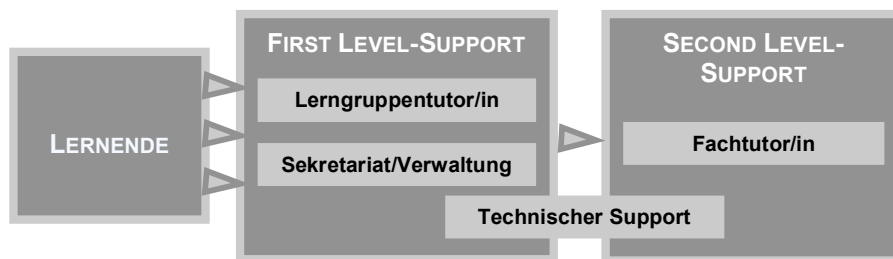 LERNENDE
FIRST LEVEL-SUPPORT
Lerngruppentutor/in
Sekretariat/Verwaltung
Technischer Support
SECOND LEVEL-
SUPPORT
Fachtutor/in